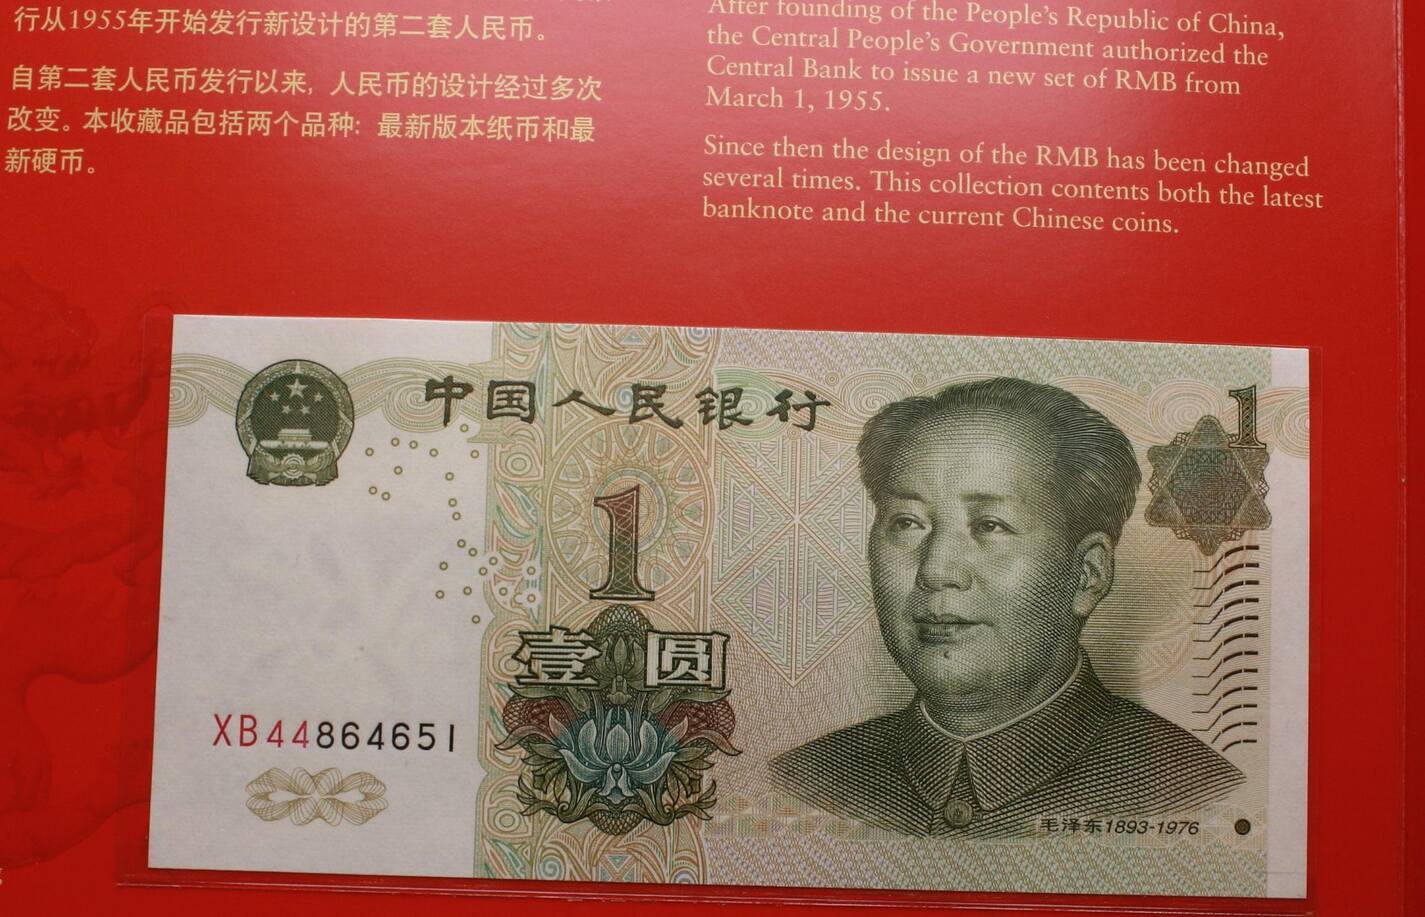 行从1955年开始发行新设计的第二套人民币。
自第二套人民币发行以来，人民币的设计经过多次
改变。本收藏品包括两个品种：最新版本纸币和最
新硬币。
After founding of the People's Republic of China,
the Central People's Government authorized the
Central Bank to issue a new set of RMB from
March 1, 1955.
Since then the design of the RMB has been changed
several times. This collection contents both the latest
banknote and the current Chinese coins.
中国人民银行
1
1
壹圆
XB44864651
毛泽东1893-1976